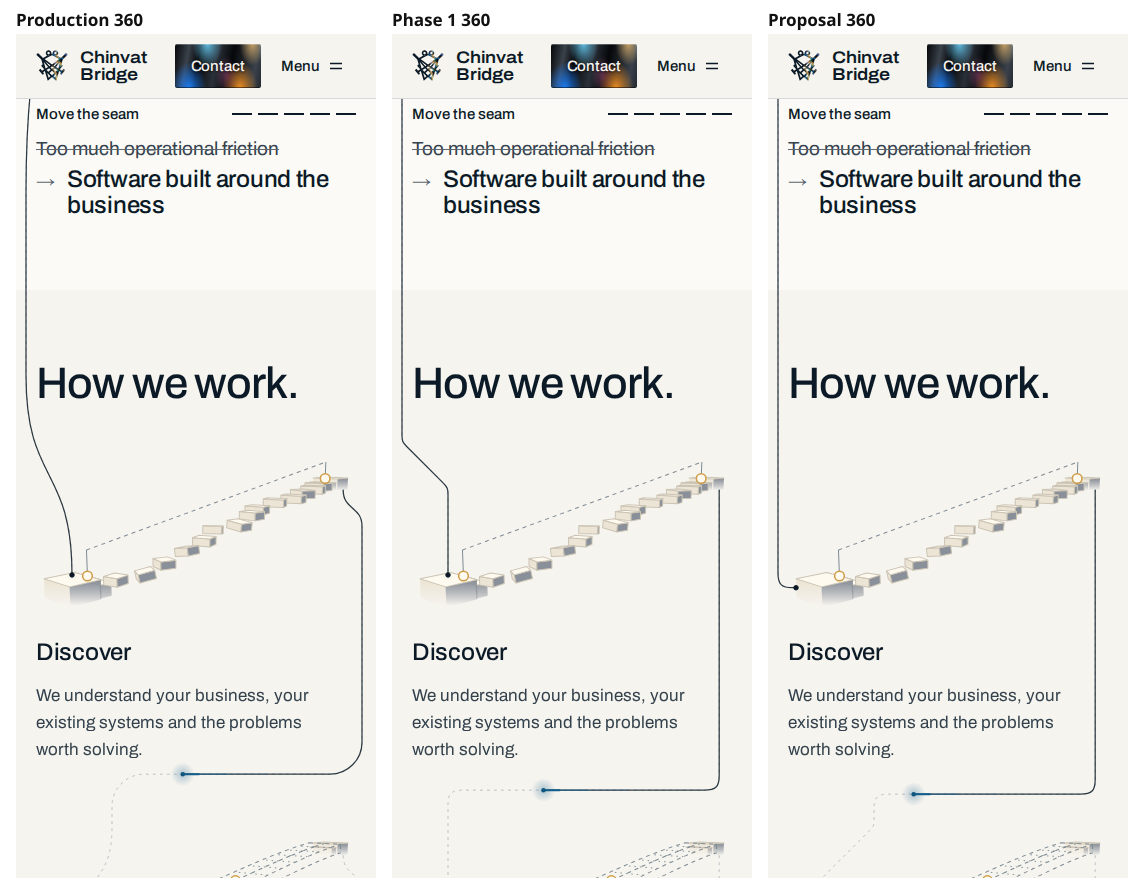 Production 360
Chinvat
Bridge
Contact
Menu
Move the seam
Too much operational friction
→ Software built around the
business
How we work.
Discover
We understand your business, your
existing systems and the problems
worth solving.
Phase 1 360
Chinvat
Bridge
Contact
Menu
Move the seam
Too much operational friction
→ Software built around the
business
How we work.
Discover
We understand your business, your
existing systems and the problems
worth solving.
Proposal 360
Chinvat
Bridge
Contact
Menu
Move the seam
Too much operational friction
→ Software built around the
business
How we work.
Discover
We understand your business, your
existing systems and the problems
worth solving.